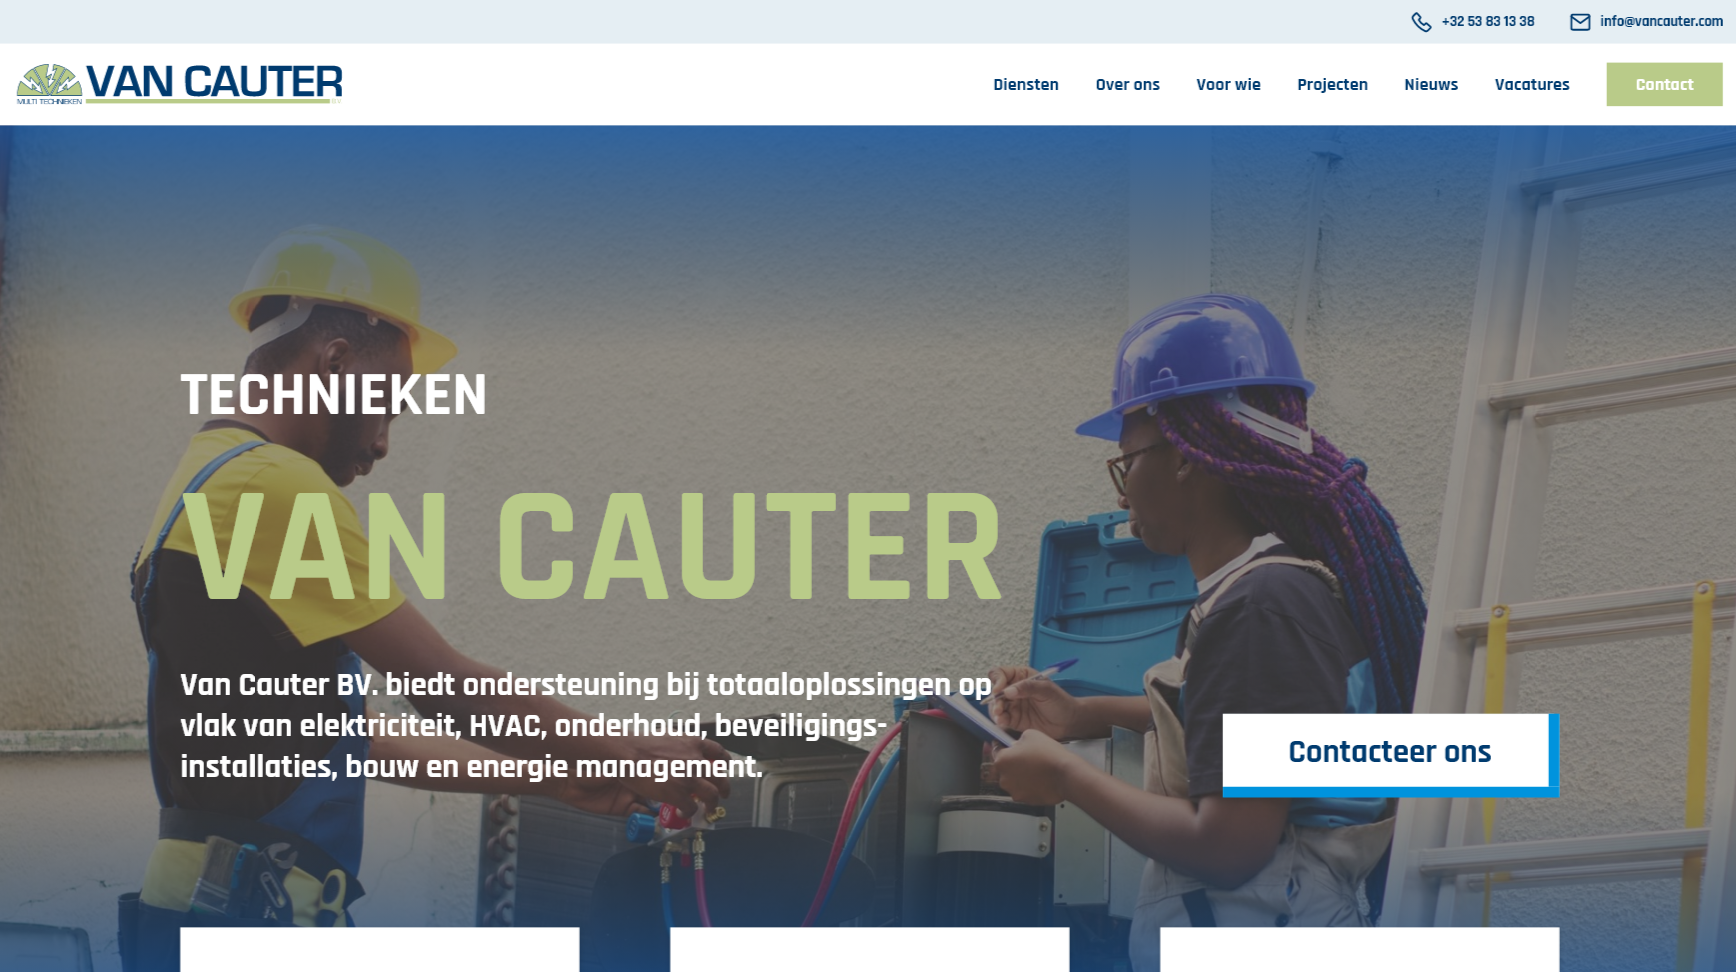 +32 53 83 13 38
info@vancauter.com
VAN CAUTER
MULTI TECHNIEKEN
Diensten
Over ons
Voor wie
Projecten
Nieuws
Vacatures
Contact
TECHNIEKEN
VAN CAUTER
Van Cauter BV. biedt ondersteuning bij totaaloplossingen op
vlak van elektriciteit, HVAC, onderhoud, beveiligings-
installaties, bouw en energie management.
Contacteer ons